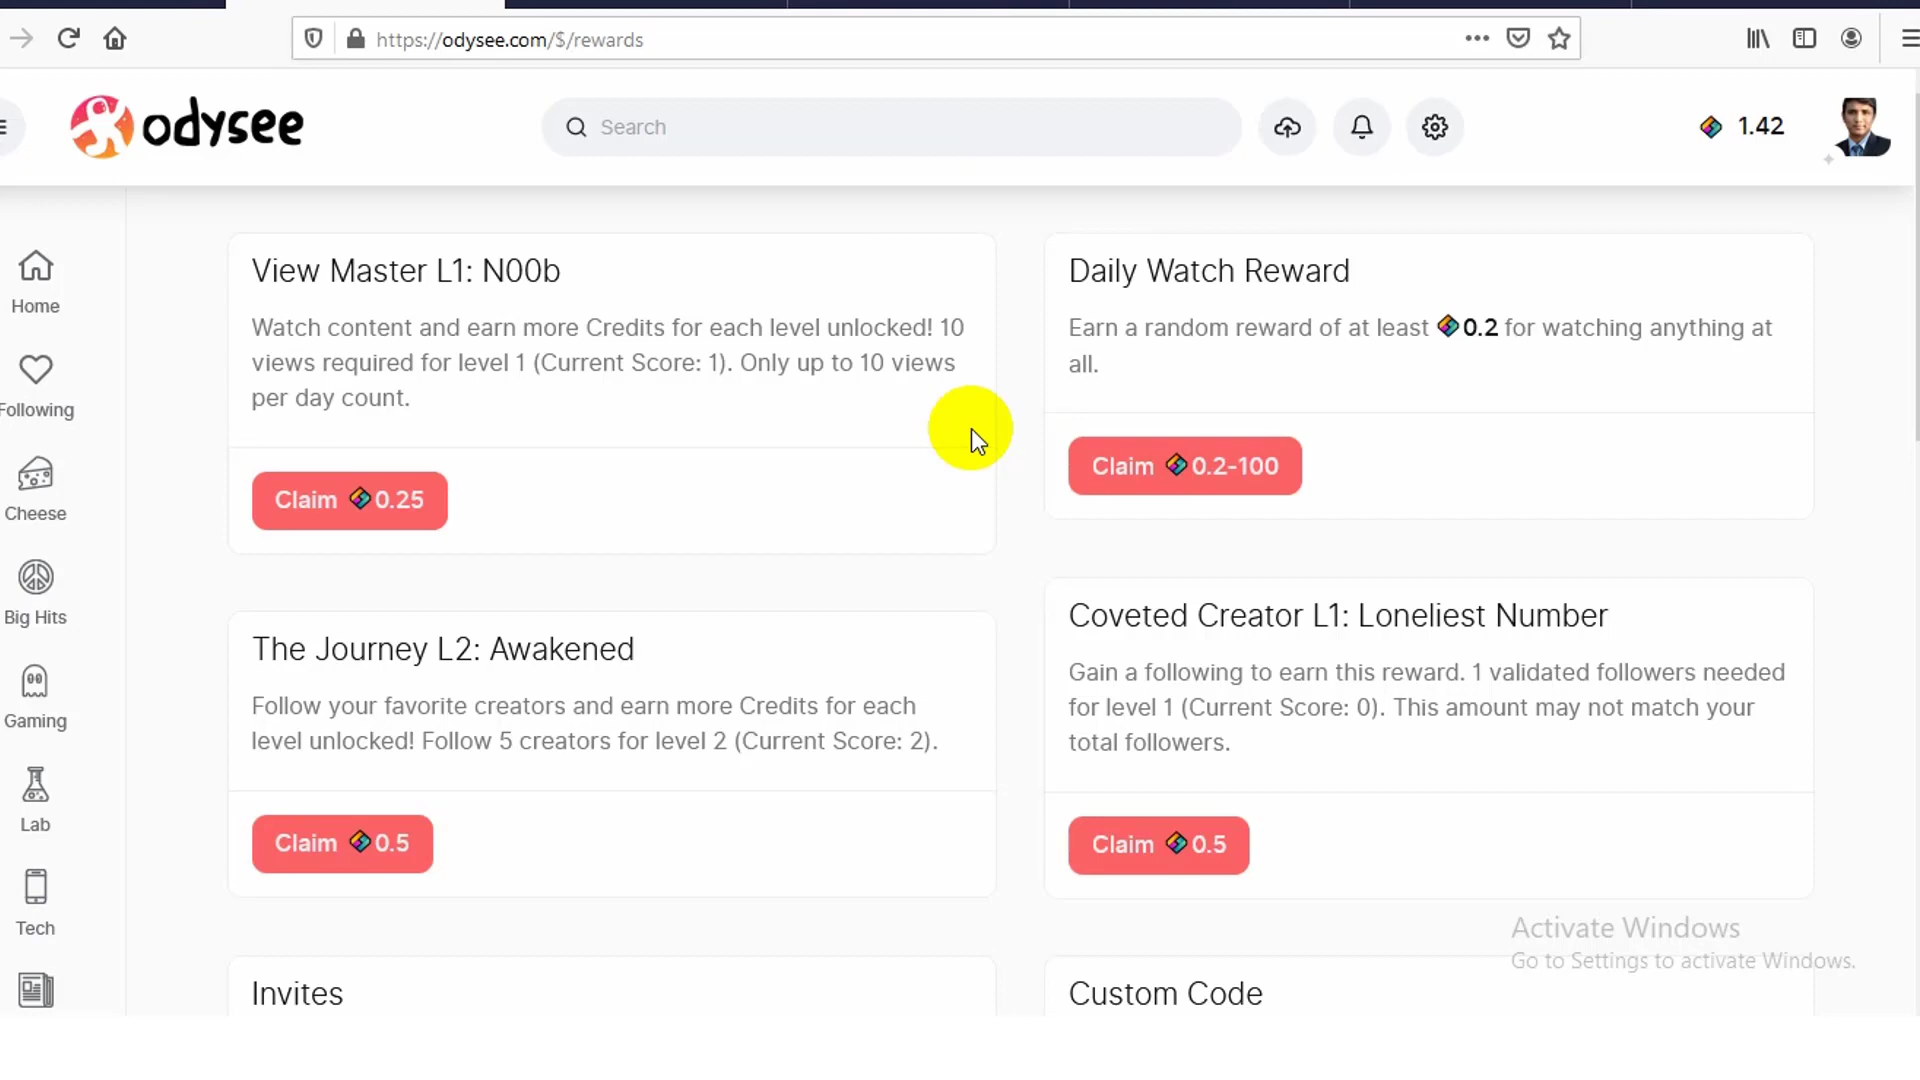 https://odysee.com/$/rewards
odysee
Search
1.42
Home
Following
Cheese
Big Hits
Gaming
Lab
Tech
View Master L1: N00b
Watch content and earn more Credits for each level unlocked! 10
views required for level 1 (Current Score: 1). Only up to 10 views
per day count.
Claim 0.25
Daily Watch Reward
Earn a random reward of at least 0.2 for watching anything at
all.
Claim 0.2-100
The Journey L2: Awakened
Follow your favorite creators and earn more Credits for each
level unlocked! Follow 5 creators for level 2 (Current Score: 2).
Claim 0.5
Coveted Creator L1: Loneliest Number
Gain a following to earn this reward. 1 validated followers needed
for level 1 (Current Score: 0). This amount may not match your
total followers.
Claim 0.5
Invites
Custom Code
Activate Windows
Go to Settings to activate Windows.